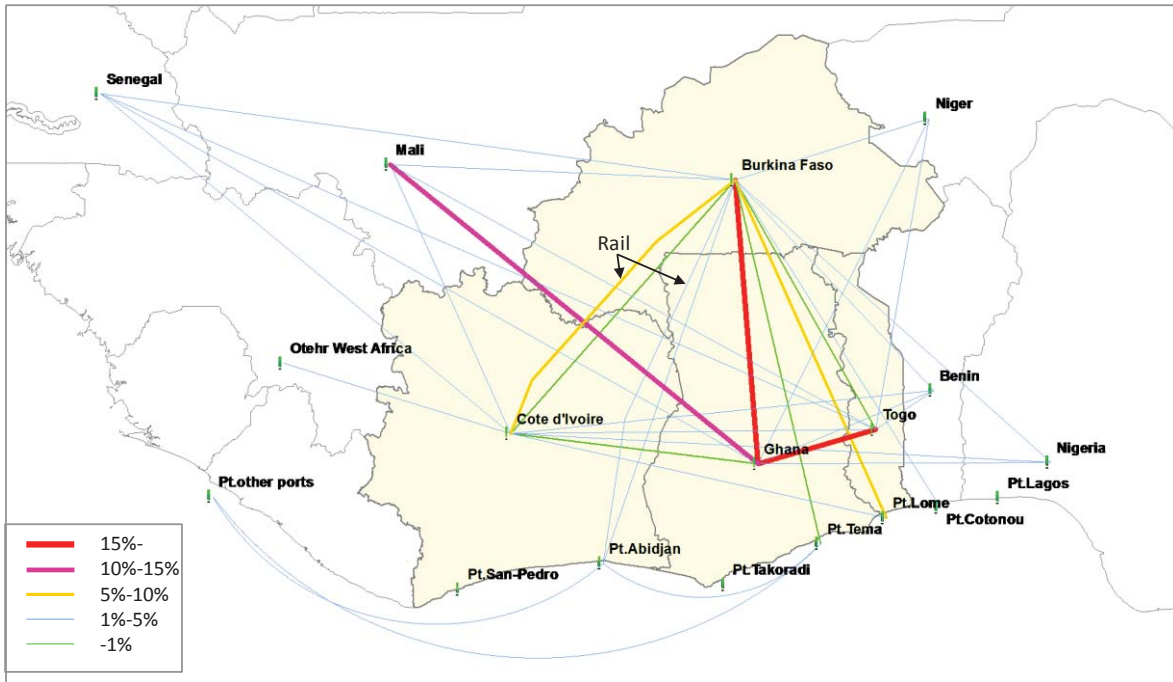 Senegal
Niger
Mali
Burkina Faso
Rail
Otehr West Africa
Benin
Cote d'Ivoire
Togo
Ghana
Nigeria
Pt.other ports
Pt.Lagos
Pt.Lome
Pt.Cotonou
Pt.Tema
Pt.Abidjan
Pt.San-Pedro
Pt.Takoradi
15%-
10%-15%
5%-10%
1%-5%
-1%